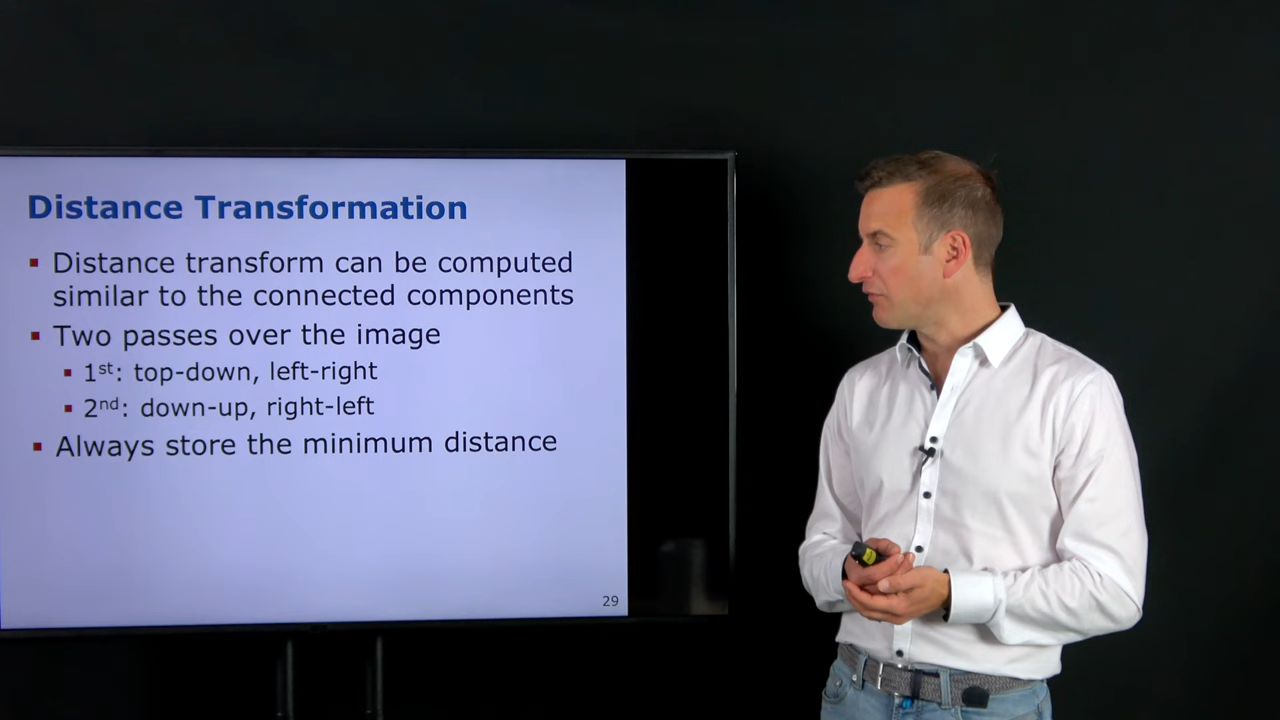 Distance Transformation
Distance transform can be computed
similar to the connected components
Two passes over the image
1st: top-down, left-right
2nd: down-up, right-left
Always store the minimum distance
29